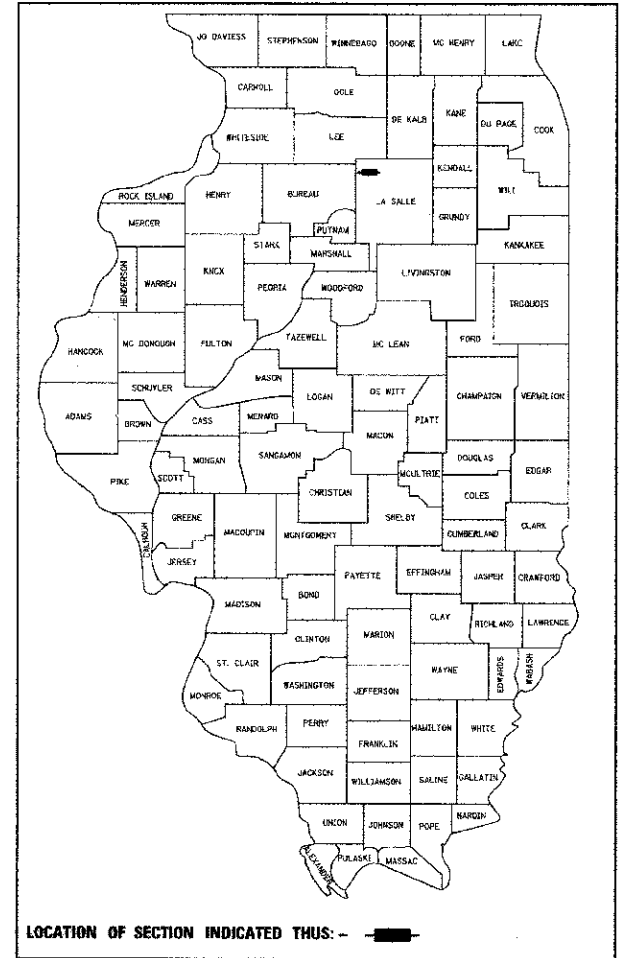 JO DAVIESS STEPHENSON WINNEBAGO BOONE MC HENRY LAKE
CARROLL OGLE DE KALB KANE DU PAGE COOK
WHITESIDE LEE
KENDALL WILL
ROCK ISLAND HENRY BUREAU LA SALLE GRUNDY
MERCER PUTNAM
STARK MARSHALL KANKAKEE
HENDERSON WARREN KNOX PEORIA WOODFORD LIVINGSTON IROQUOIS
FORD
HANCOCK MC DONOUGH FULTON TAZEWELL MC LEAN
SCHUYLER MASON DE WITT CHAMPAIGN VERMILION
ADAMS BROWN CASS MENARD LOGAN PIATT
MACON
PIKE SCOTT MORGAN SANGAMON MOULTRIE DOUGLAS EDGAR
CHRISTIAN COLES
GREENE MACOUPIN SHELBY CLARK
CALHOUN JERSEY MONTGOMERY CUMBERLAND
FAYETTE EFFINGHAM JASPER CRAWFORD
MADISON BOND
CLAY RICHLAND LAWRENCE
CLINTON MARION
ST. CLAIR WAYNE EDWARDS WABASH
WASHINGTON JEFFERSON
MONROE
RANDOLPH PERRY HAMILTON WHITE
FRANKLIN
JACKSON WILLIAMSON SALINE GALLATIN
UNION JOHNSON POPE HARDIN
ALEXANDER PULASKI MASSAC
LOCATION OF SECTION INDICATED THUS: -